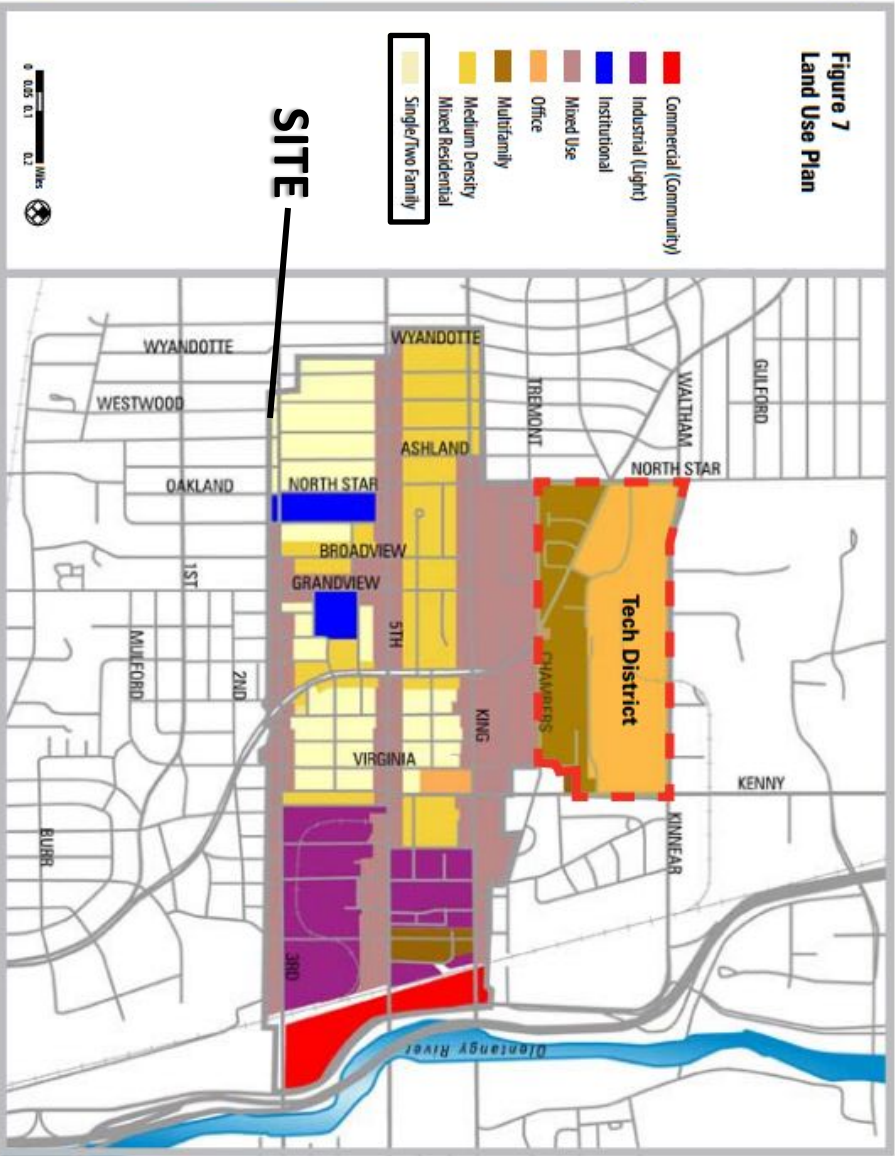 Figure 7
Land Use Plan
Commercial (Community)
Industrial (Light)
Institutional
Mixed Use
Office
Multifamily
Medium Density
Mixed Residential
Single/Two Family
0 0.05 0.1 0.2
Miles
SITE
WYANDOTTE
WYANDOTTE
WESTWOOD
TREMONT
WALTHAM
GULFORD
ASHLAND
NORTH STAR
OAKLAND
NORTH STAR
BROADVIEW
1ST
GRANDVIEW
5TH
Tech District
MULFORD
2ND
CHAMBERS
KING
VIRGINIA
KENNY
BURR
KINNEAR
3RD
Olentangy River